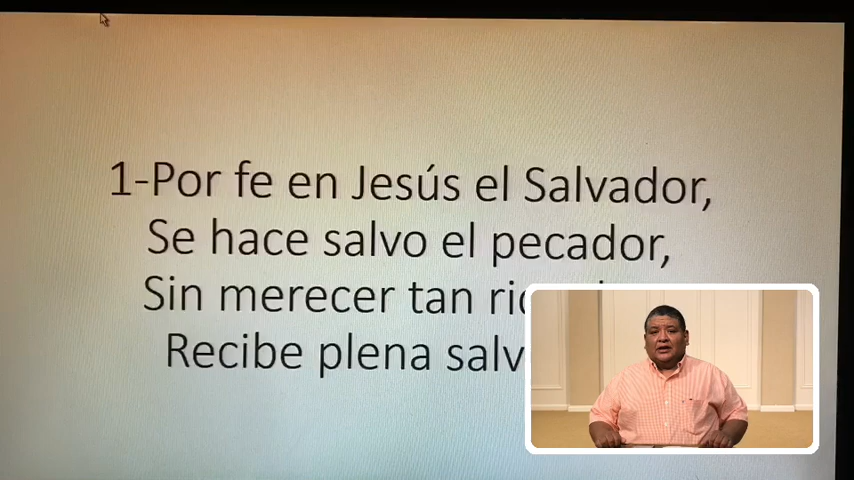 1-Por fe en Jesús el Salvador,
Se hace salvo el pecador,
Sin merecer tan
Recibe plena